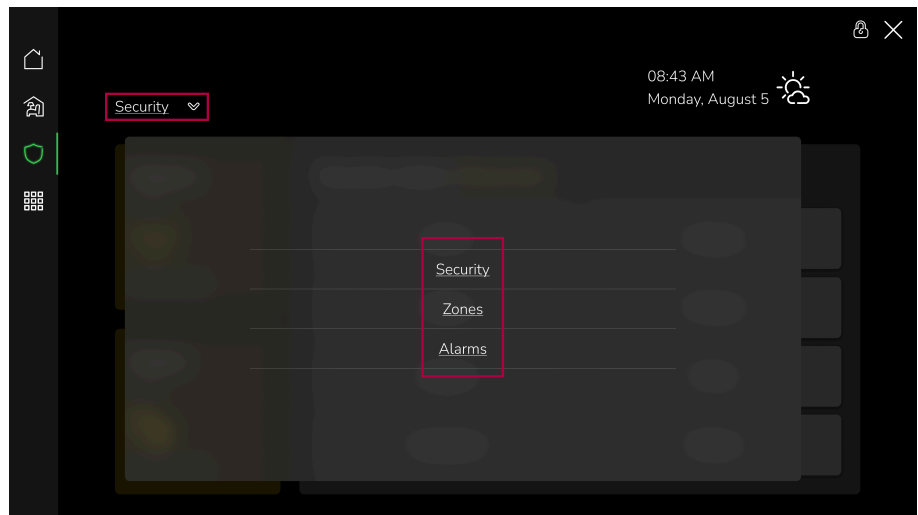 08:43 AM
Monday, August 5
Security
Security
Zones
Alarms